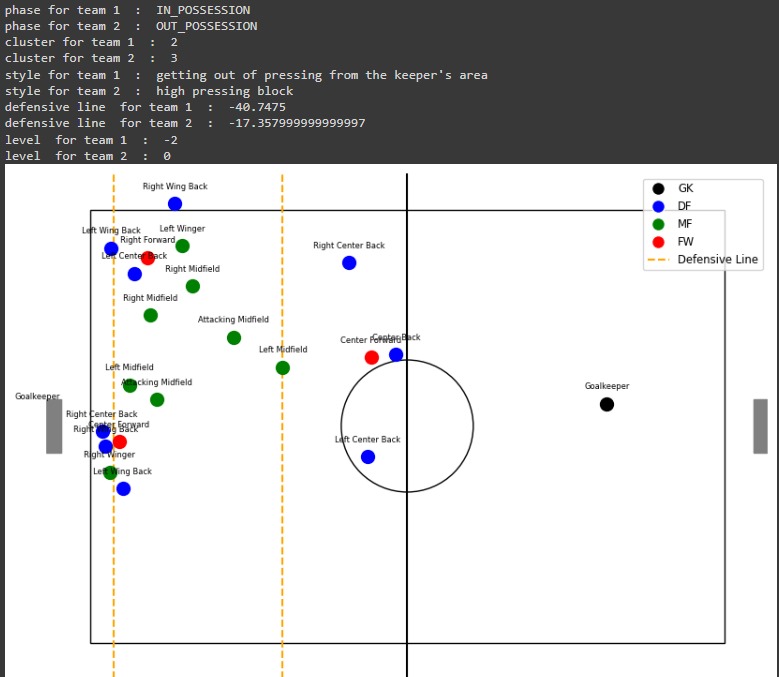 phase for team 1  :  IN_POSSESSION
phase for team 2  :  OUT_POSSESSION
cluster for team 1  :  2
cluster for team 2  :  3
style for team 1  :  getting out of pressing from the keeper's area
style for team 2  :  high pressing block
defensive line  for team 1  :  -40.7475
defensive line  for team 2  :  -17.357999999999997
level  for team 1  :  -2
level  for team 2  :  0
GK
DF
MF
FW
Defensive Line
Right Wing Back
Left Wing Back
Left Winger
Right Forward
Left Center Back
Right Center Back
Right Midfield
Right Midfield
Attacking Midfield
Center Forward
Center Back
Left Midfield
Left Midfield
Attacking Midfield
Goalkeeper
Goalkeeper
Right Center Back
Center Forward
Right Wing Back
Left Center Back
Right Winger
Left Wing Back